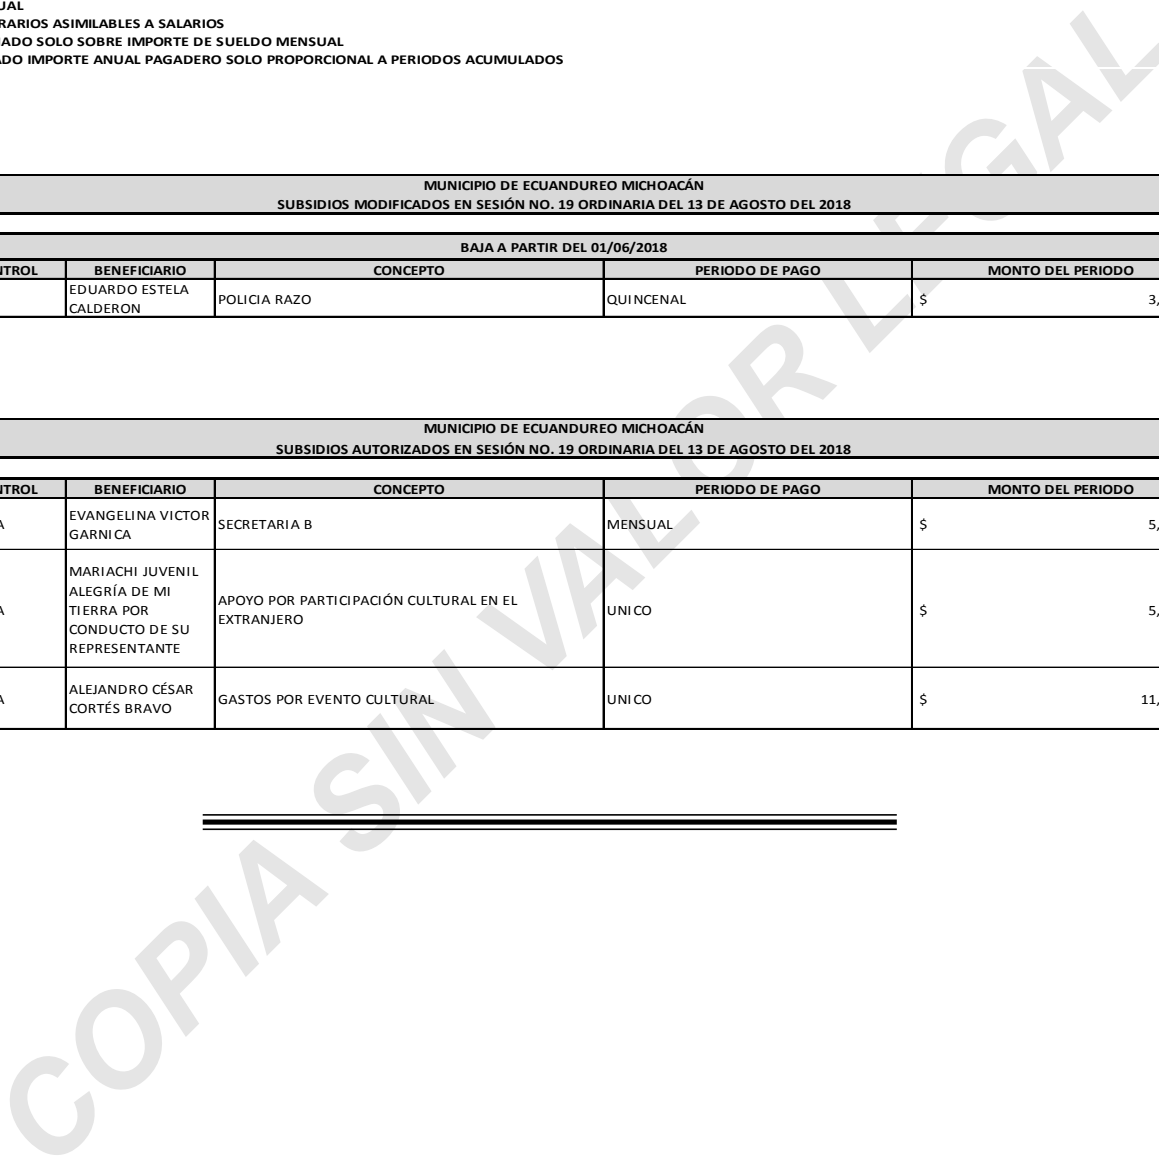 UAL
RARIOS ASIMILABLES A SALARIOS
ADO SOLO SOBRE IMPORTE DE SUELDO MENSUAL
ADO IMPORTE ANUAL PAGADERO SOLO PROPORCIONAL A PERIODOS ACUMULADOS
MUNICIPIO DE ECUANDUREO MICHOACÁN
SUBSIDIOS MODIFICADOS EN SESIÓN NO. 19 ORDINARIA DEL 13 DE AGOSTO DEL 2018
BAJA A PARTIR DEL 01/06/2018
NTROL BENEFICIARIO CONCEPTO PERIODO DE PAGO MONTO DEL PERIODO
EDUARDO ESTELA
CALDERON
POLICIA RAZO QUINCENAL $ 3,
MUNICIPIO DE ECUANDUREO MICHOACÁN
SUBSIDIOS AUTORIZADOS EN SESIÓN NO. 19 ORDINARIA DEL 13 DE AGOSTO DEL 2018
NTROL BENEFICIARIO CONCEPTO PERIODO DE PAGO MONTO DEL PERIODO
A
EVANGELINA VICTOR
GARNICA
SECRETARIA B MENSUAL $ 5,
A
MARIACHI JUVENIL
ALEGRÍA DE MI
TIERRA POR
CONDUCTO DE SU
REPRESENTANTE
APOYO POR PARTICIPACIÓN CULTURAL EN EL
EXTRANJERO
UNICO $ 5,
A
ALEJANDRO CÉSAR
CORTÉS BRAVO
GASTOS POR EVENTO CULTURAL UNICO $ 11,
COPIA SIN VALOR LEGAL